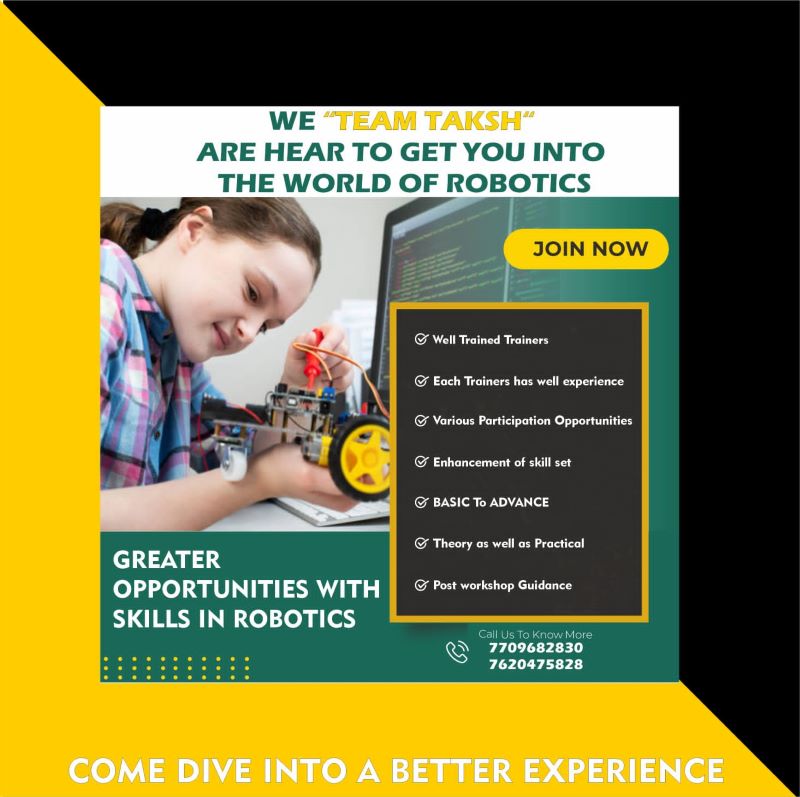 WE “TEAM TAKSH“
ARE HEAR TO GET YOU INTO
THE WORLD OF ROBOTICS
JOIN NOW
Well Trained Trainers
Each Trainers has well experience
Various Participation Opportunities
Enhancement of skill set
BASIC To ADVANCE
Theory as well as Practical
Post workshop Guidance
GREATER
OPPORTUNITIES WITH
SKILLS IN ROBOTICS
Call Us To Know More
7709682830
7620475828
COME DIVE INTO A BETTER EXPERIENCE